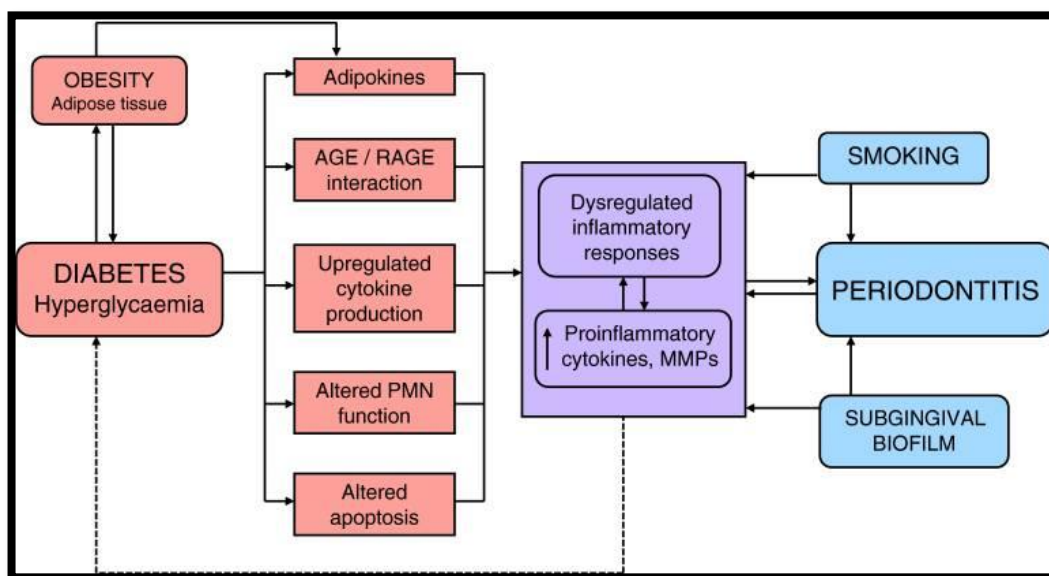 OBESITY
Adipose tissue
DIABETES
Hyperglycaemia
Adipokines
AGE / RAGE
interaction
Upregulated
cytokine
production
Altered PMN
function
Altered
apoptosis
Dysregulated
inflammatory
responses
Proinflammatory
cytokines, MMPs
SMOKING
PERIODONTITIS
SUBGINGIVAL
BIOFILM